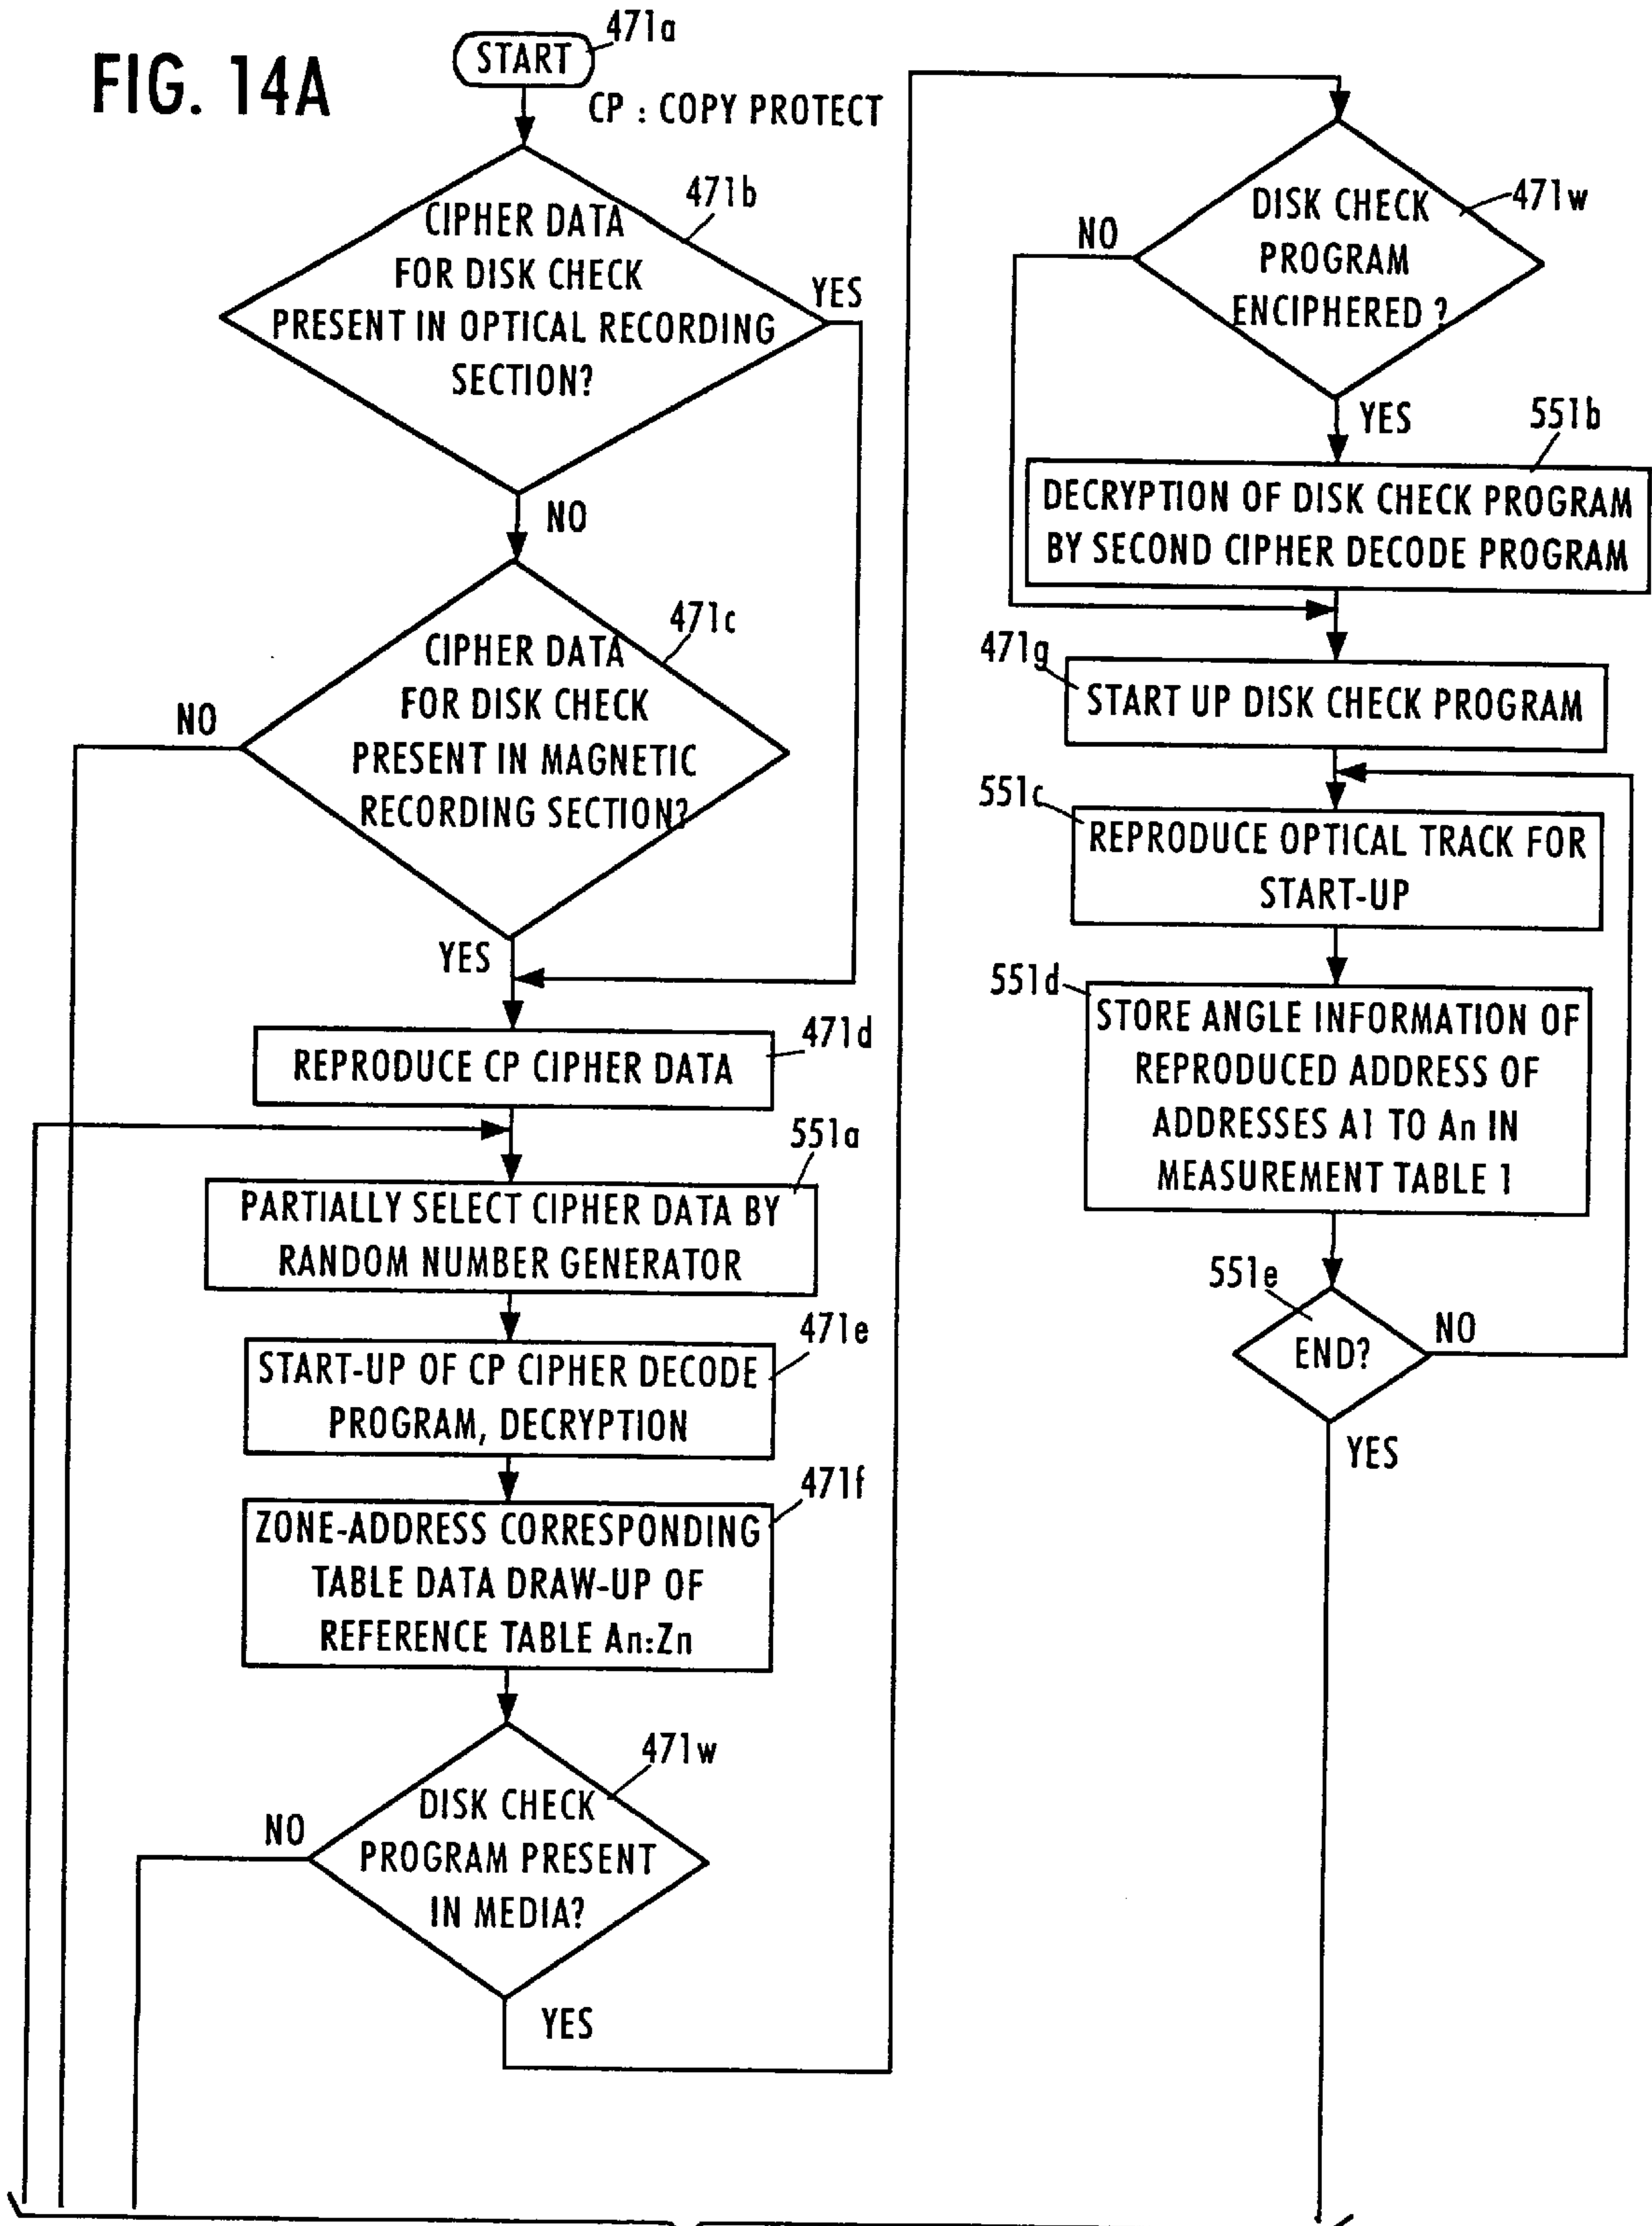 FIG. 14A
START
471a
CP : COPY PROTECT
471b
CIPHER DATA
FOR DISK CHECK
PRESENT IN OPTICAL RECORDING
SECTION?
YES
NO
471c
CIPHER DATA
FOR DISK CHECK
PRESENT IN MAGNETIC
RECORDING SECTION?
NO
YES
471d
REPRODUCE CP CIPHER DATA
551a
PARTIALLY SELECT CIPHER DATA BY
RANDOM NUMBER GENERATOR
471e
START-UP OF CP CIPHER DECODE
PROGRAM, DECRYPTION
471f
ZONE-ADDRESS CORRESPONDING
TABLE DATA DRAW-UP OF
REFERENCE TABLE An:Zn
471w
DISK CHECK
PROGRAM PRESENT
IN MEDIA?
NO
YES
471w
DISK CHECK
PROGRAM
ENCIPHERED ?
NO
YES
551b
DECRYPTION OF DISK CHECK PROGRAM
BY SECOND CIPHER DECODE PROGRAM
471g
START UP DISK CHECK PROGRAM
551c
REPRODUCE OPTICAL TRACK FOR
START-UP
551d
STORE ANGLE INFORMATION OF
REPRODUCED ADDRESS OF
ADDRESSES A1 TO An IN
MEASUREMENT TABLE 1
551e
END?
NO
YES